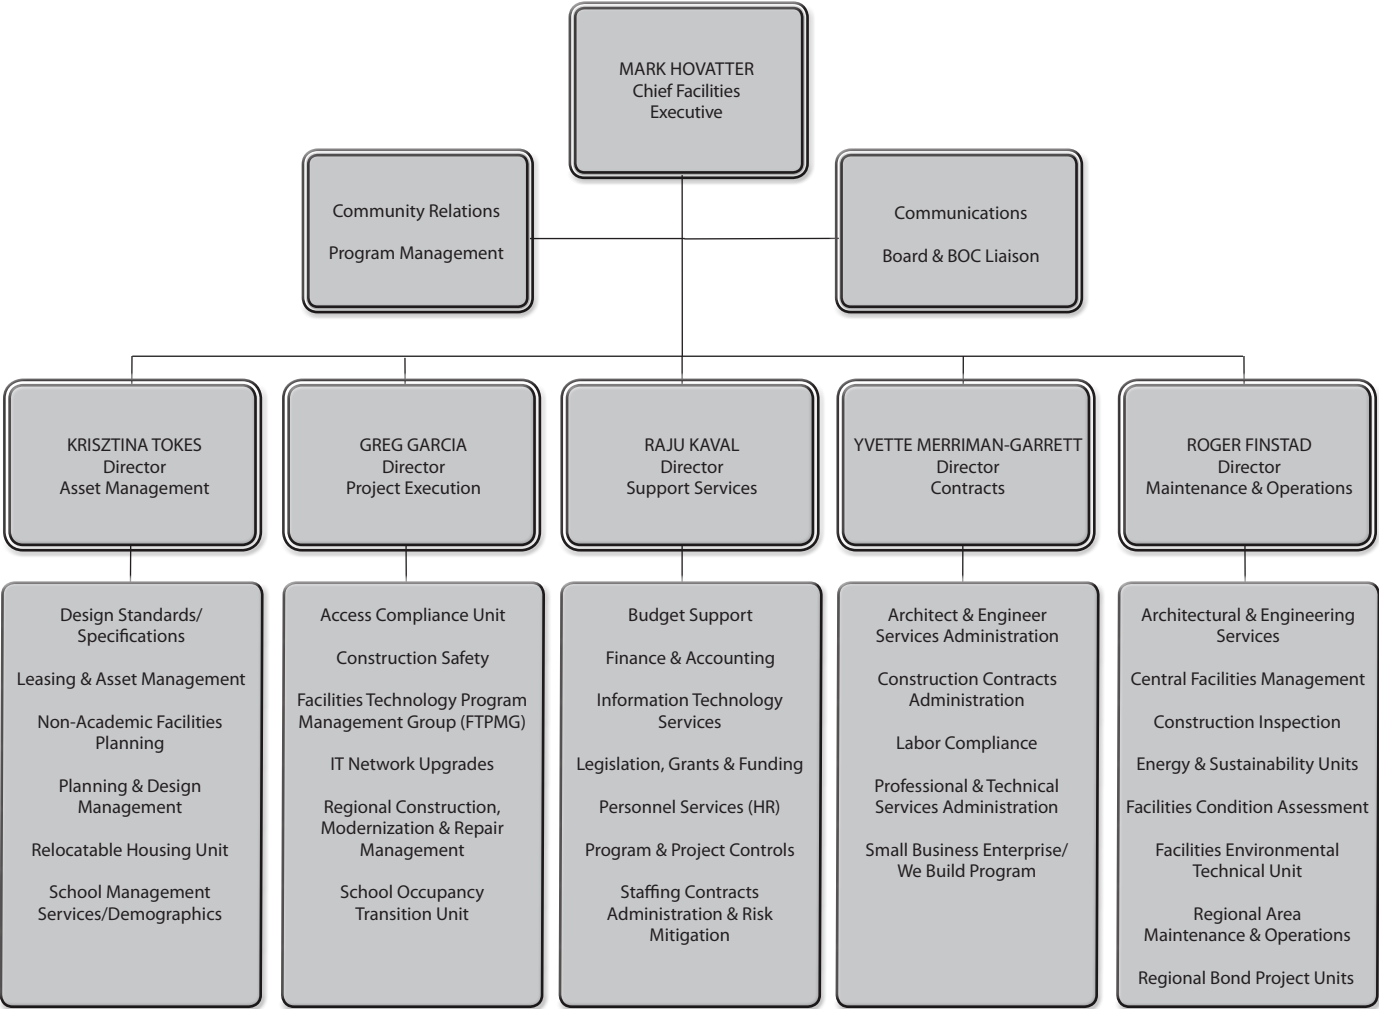 MARK HOVATTER
Chief Facilities
Executive
Community Relations
Program Management
Communications
Board & BOC Liaison
KRISZTINA TOKES
Director
Asset Management
GREG GARCIA
Director
Project Execution
RAJU KAVAL
Director
Support Services
YVETTE MERRIMAN-GARRETT
Director
Contracts
ROGER FINSTAD
Director
Maintenance & Operations
Design Standards/
Specifications
Leasing & Asset Management
Non-Academic Facilities
Planning
Planning & Design
Management
Relocatable Housing Unit
School Management
Services/Demographics
Access Compliance Unit
Construction Safety
Facilities Technology Program
Management Group (FTPMG)
IT Network Upgrades
Regional Construction,
Modernization & Repair
Management
School Occupancy
Transition Unit
Budget Support
Finance & Accounting
Information Technology
Services
Legislation, Grants & Funding
Personnel Services (HR)
Program & Project Controls
Staffing Contracts
Administration & Risk
Mitigation
Architect & Engineer
Services Administration
Construction Contracts
Administration
Labor Compliance
Professional & Technical
Services Administration
Small Business Enterprise/
We Build Program
Architectural & Engineering
Services
Central Facilities Management
Construction Inspection
Energy & Sustainability Units
Facilities Condition Assessment
Facilities Environmental
Technical Unit
Regional Area
Maintenance & Operations
Regional Bond Project Units